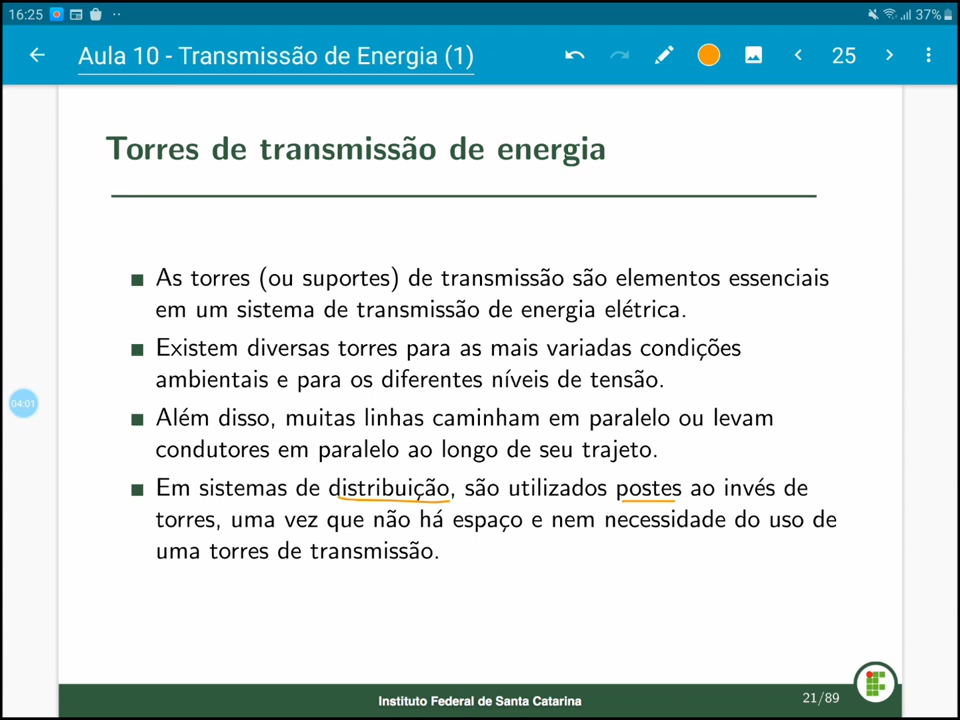 16:25
37%
Aula 10 - Transmissão de Energia (1)
25
Torres de transmissão de energia
As torres (ou suportes) de transmissão são elementos essenciais
em um sistema de transmissão de energia elétrica.
Existem diversas torres para as mais variadas condições
ambientais e para os diferentes níveis de tensão.
04:01
Além disso, muitas linhas caminham em paralelo ou levam
condutores em paralelo ao longo de seu trajeto.
Em sistemas de distribuição, são utilizados postes ao invés de
torres, uma vez que não há espaço e nem necessidade do uso de
uma torres de transmissão.
Instituto Federal de Santa Catarina
21/89